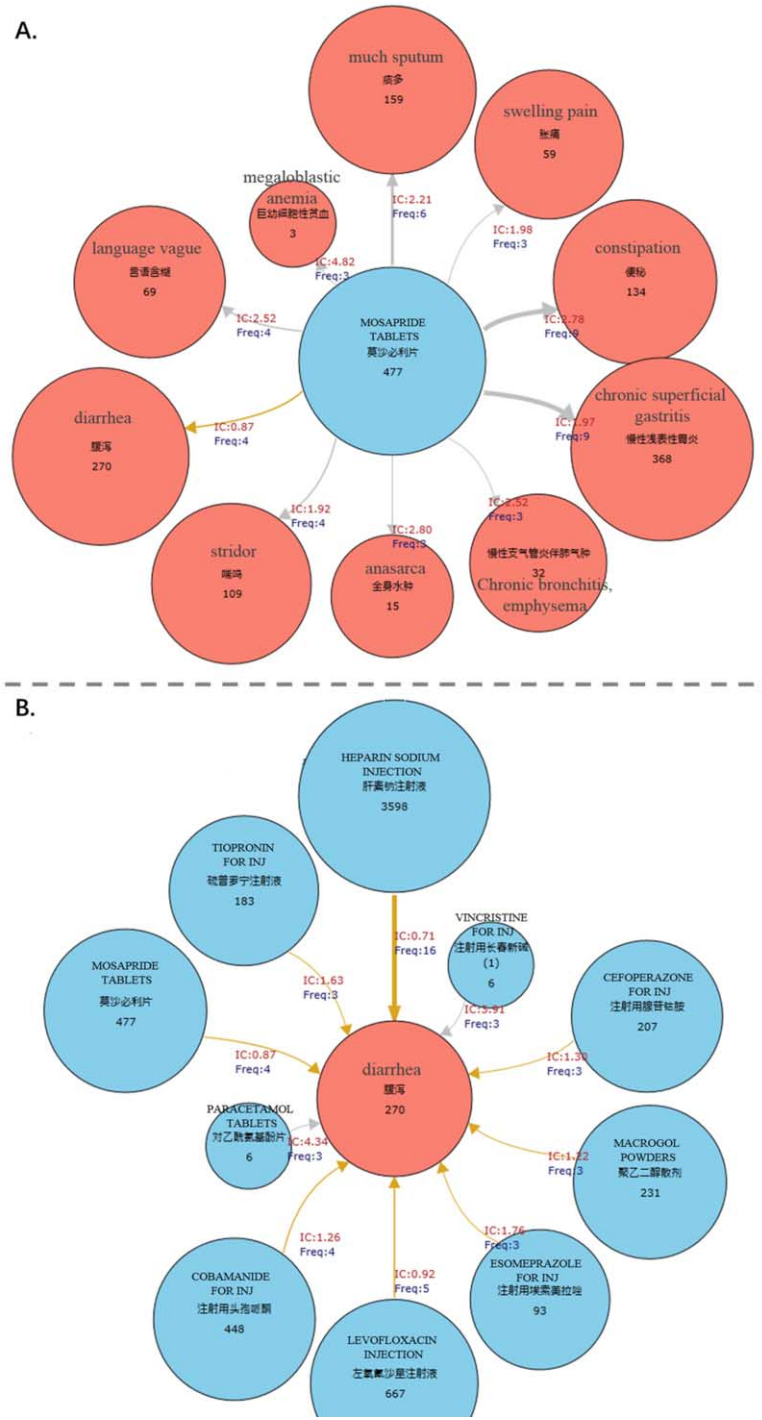 A.
much sputum
痰多
159
swelling pain
胀痛
59
megaloblastic
anemia
巨幼细胞性贫血
3
IC:2.21
Freq:6
IC:1.98
Freq:3
constipation
便秘
134
language vague
言语含糊
69
IC:4.82
Freq:3
IC:2.52
Freq:4
IC:2.78
Freq:9
MOSAPRIDE
TABLETS
莫沙必利片
477
chronic superficial
gastritis
慢性浅表性胃炎
368
diarrhea
腹泻
270
IC:0.87
Freq:4
IC:1.97
Freq:9
IC:1.92
Freq:4
IC:2.80
Freq:3
IC:2.52
Freq:3
stridor
喘鸣
109
anasarca
全身水肿
15
慢性支气管炎伴肺气肿
32
Chronic bronchitis,
emphysema
B.
HEPARIN SODIUM
INJECTION
肝素钠注射液
3598
TIOPRONIN
FOR INJ
硫普罗宁注射液
183
VINCRISTINE
FOR INJ
注射用长春新碱
(1)
6
IC:0.71
Freq:16
MOSAPRIDE
TABLETS
莫沙必利片
477
CEFOPERAZONE
FOR INJ
注射用腺苷钴胺
207
IC:1.63
Freq:3
IC:3.91
Freq:3
IC:0.87
Freq:4
IC:1.30
Freq:3
diarrhea
腹泻
270
PARACETAMOL
TABLETS
对乙酰氨基酚片
6
IC:4.34
Freq:3
MACROGOL
POWDERS
聚乙二醇散剂
231
IC:1.22
Freq:3
IC:1.26
Freq:4
IC:0.92
Freq:5
IC:1.76
Freq:3
COBAMANIDE
FOR INJ
注射用头孢哌酮
448
ESOMEPRAZOLE
FOR INJ
注射用埃索美拉唑
93
LEVOFLOXACIN
INJECTION
左氧氟沙星注射液
667